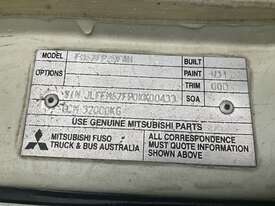 MODEL
BUILT
OPTIONS
PAINT 031
TRIM 000
SOA
GCM 32000KG
USE GENUINE MITSUBISHI PARTS
MITSUBISHI FUSO
TRUCK & BUS AUSTRALIA
ALL CORRESPONDENCE
MUST QUOTE INFORMATION
SHOWN ABOVE